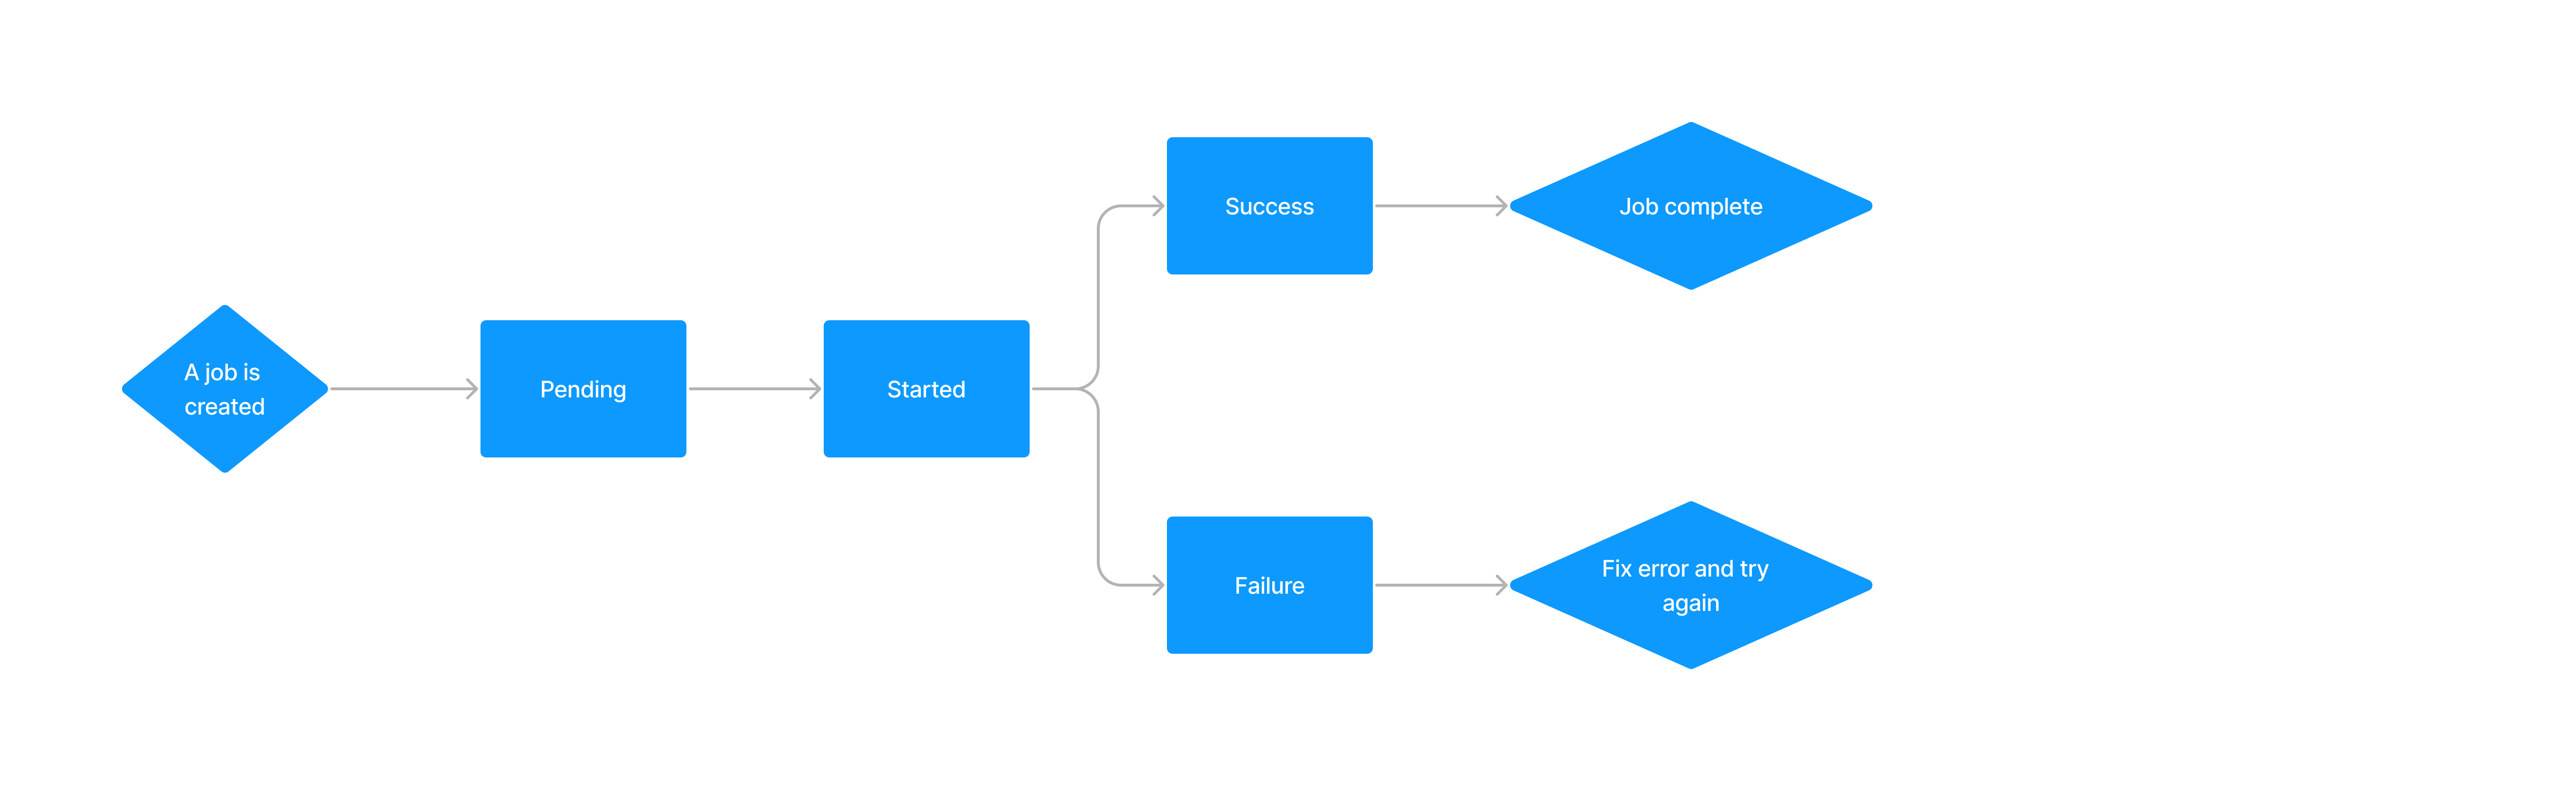 A job is
created
Pending
Started
Success
Job complete
Failure
Fix error and try
again